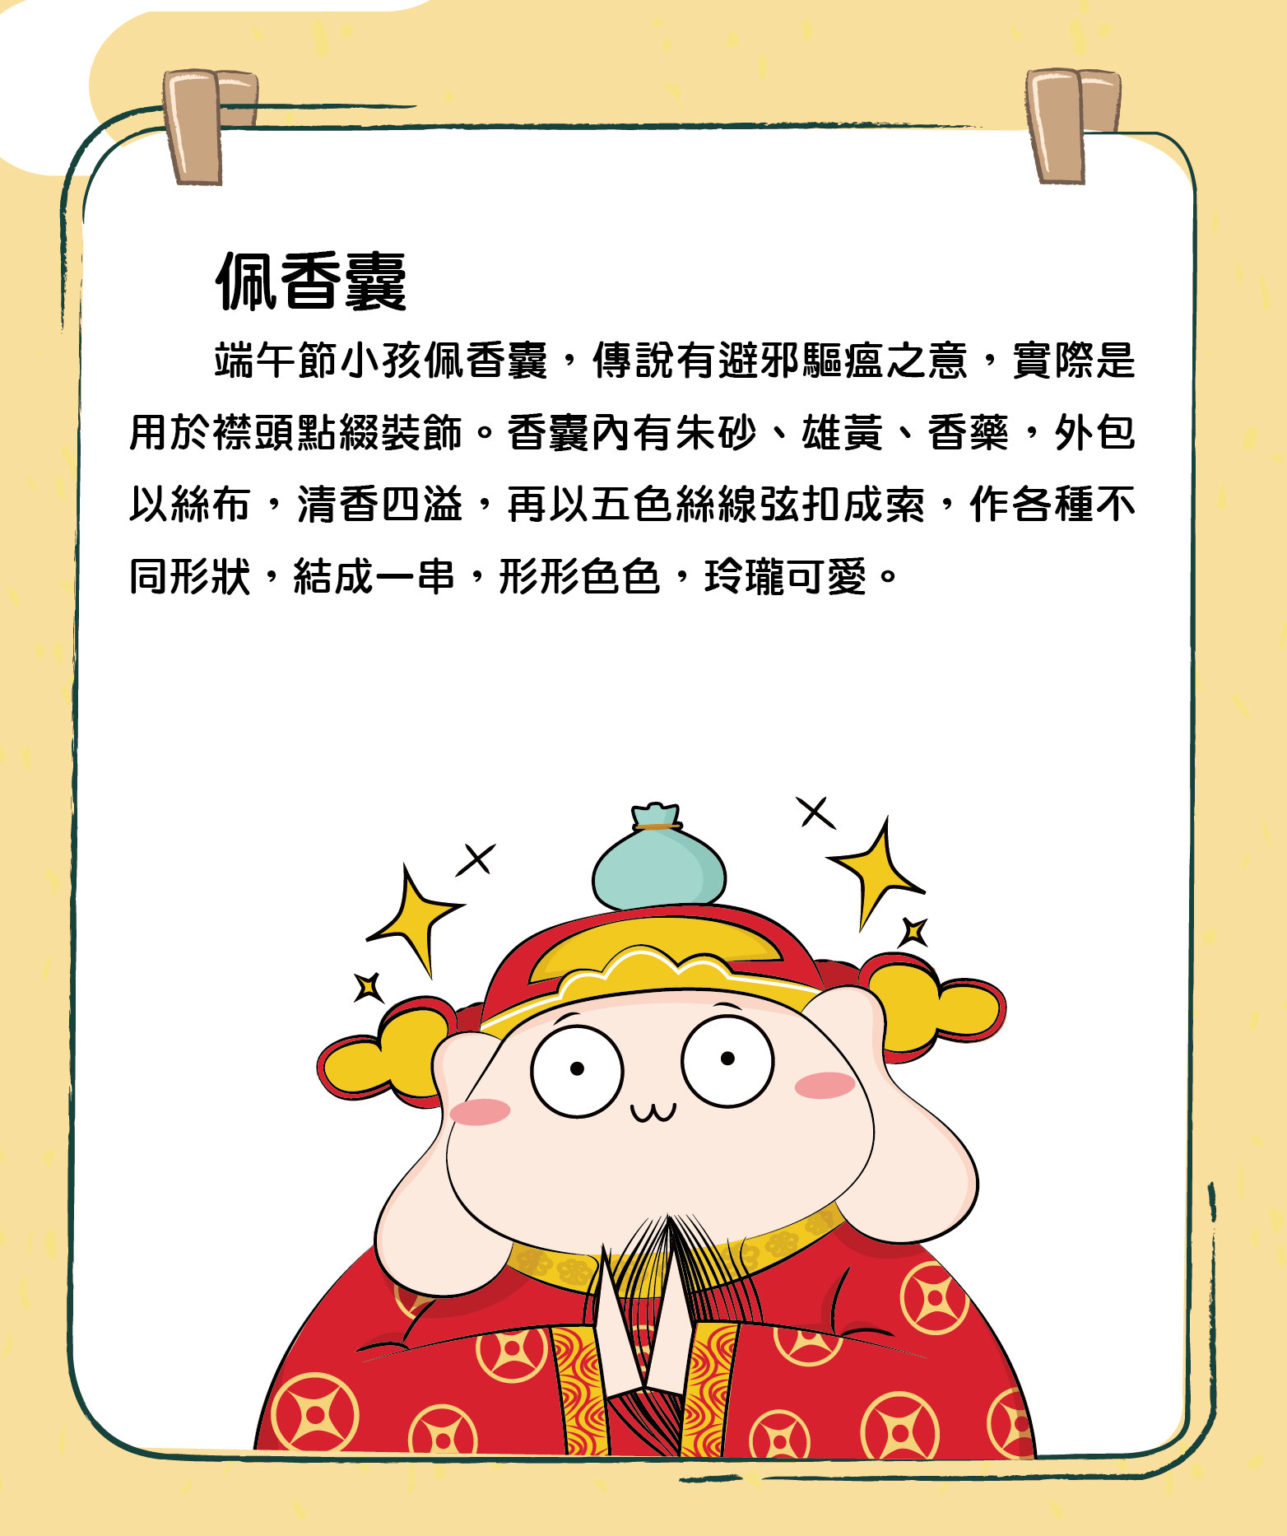 佩香囊
端午節小孩佩香囊，傳說有避邪驅瘟之意，實際是
用於襟頭點綴裝飾。香囊內有朱砂、雄黃、香藥，外包
以絲布，清香四溢，再以五色絲線弦扣成索，作各種不
同形狀，結成一串，形形色色，玲瓏可愛。